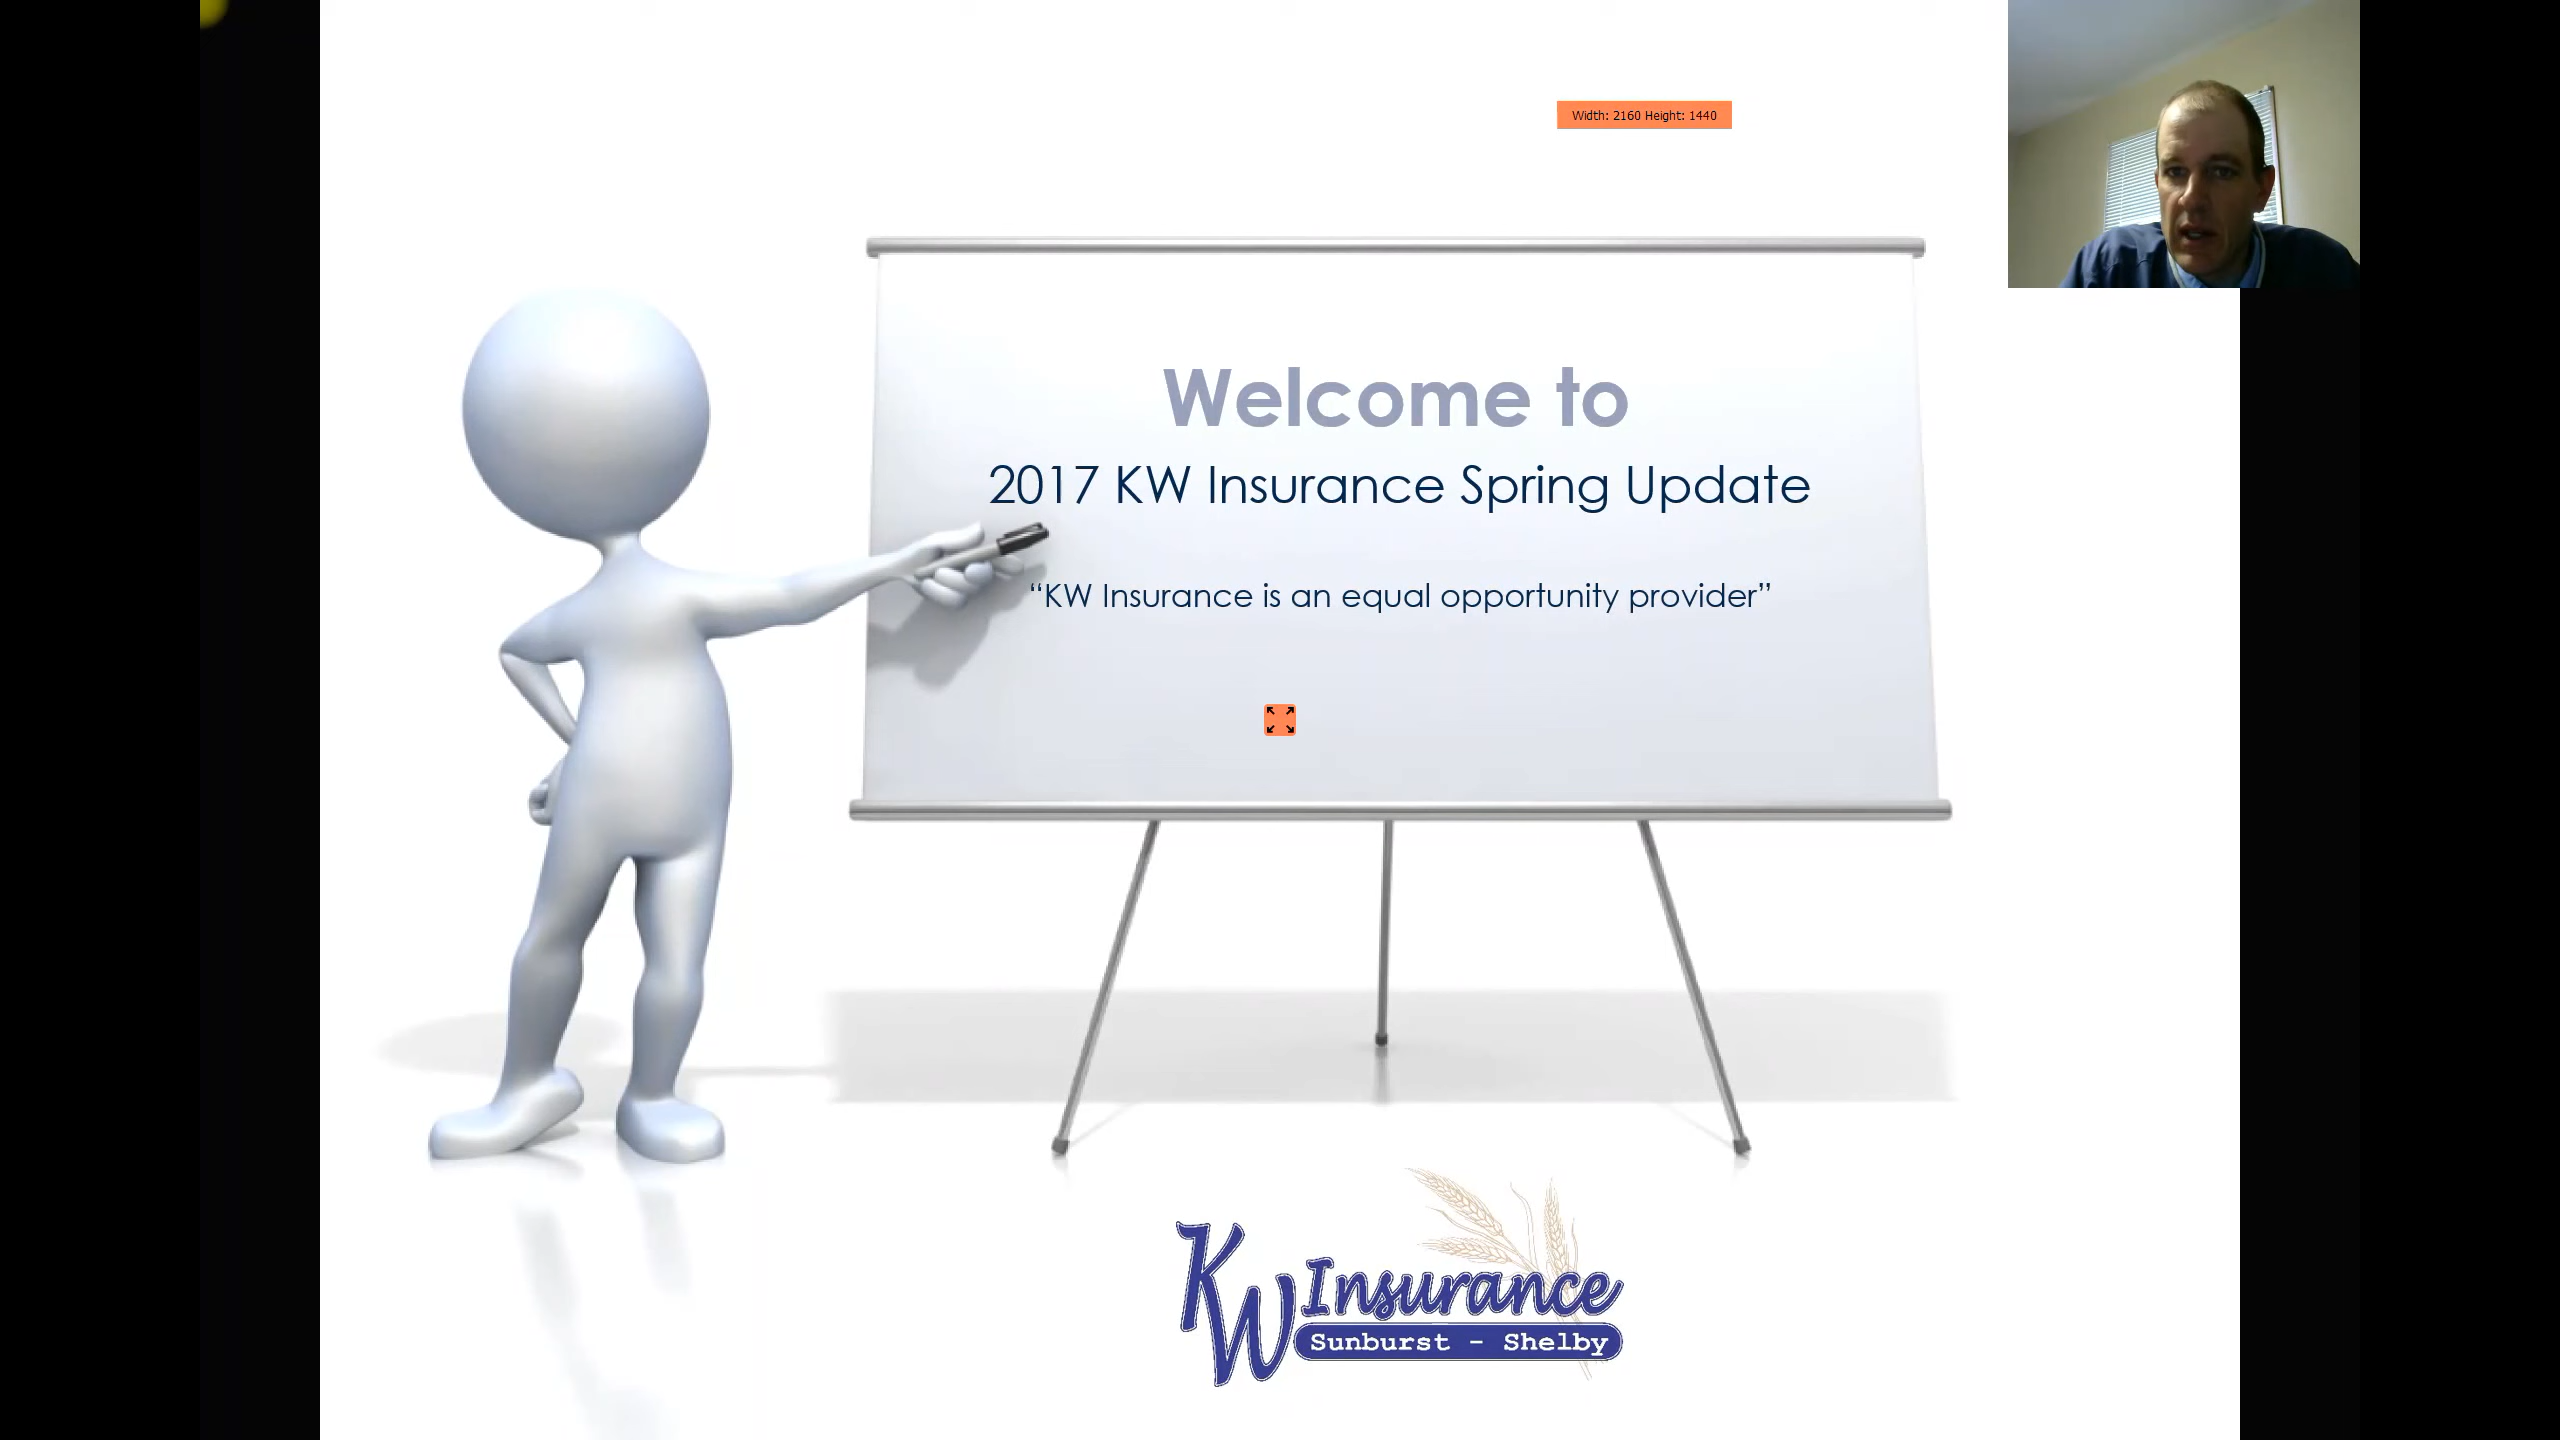 Width: 2160 Height: 1440
Welcome to
2017 KW Insurance Spring Update
“KW Insurance is an equal opportunity provider”
KW Insurance
Sunburst - Shelby